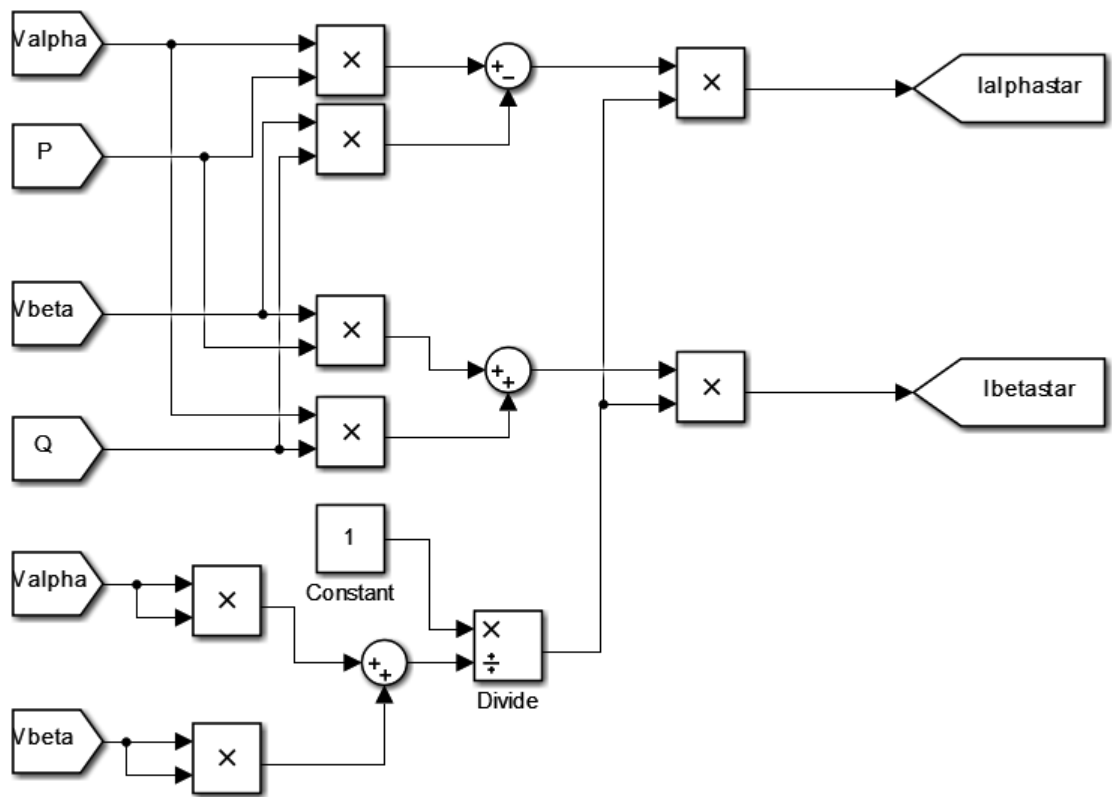 Valpha
×
+
−
×
Ialphastar
P
×
×
Vbeta
×
+
+
×
Ibetastar
Q
×
1
Constant
Valpha
×
×
÷
+
+
Divide
Vbeta
×